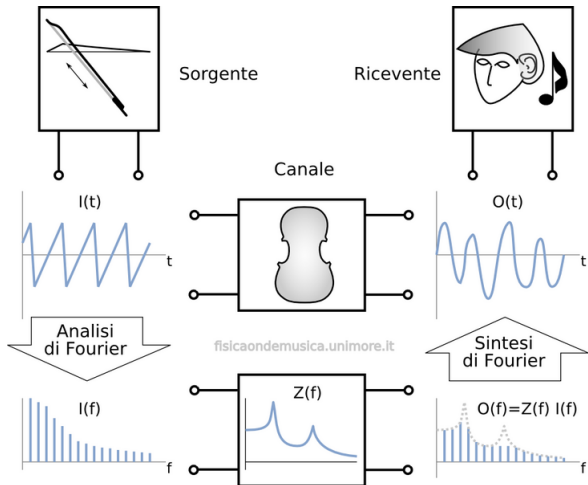 Sorgente
Ricevente
Canale
I(t)
t
O(t)
t
Analisi
di Fourier
fisicaondemusica.unimore.it
Sintesi
di Fourier
I(f)
f
Z(f)
O(f)=Z(f) I(f)
f